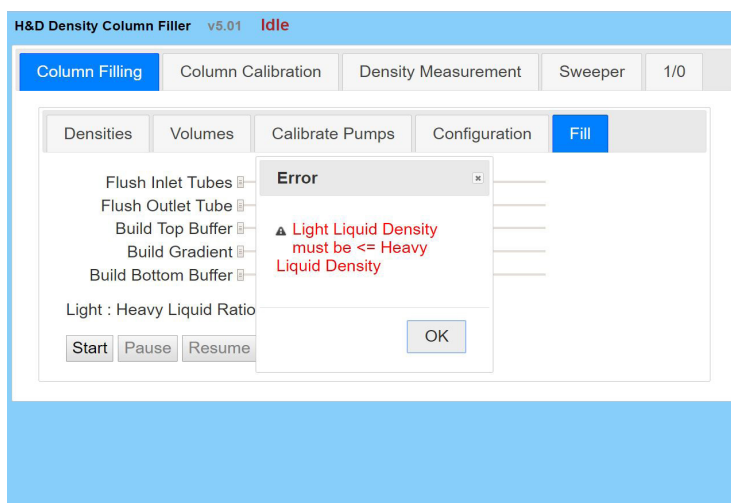 H&D Density Column Filler v5.01 Idle
Column Filling Column Calibration Density Measurement Sweeper 1/0
Densities Volumes Calibrate Pumps Configuration Fill
Flush Inlet Tubes
Flush Outlet Tube
Build Top Buffer
Build Gradient
Build Bottom Buffer
Light : Heavy Liquid Ratio
Start Pause Resume
Error
Light Liquid Density
must be <= Heavy
Liquid Density
OK